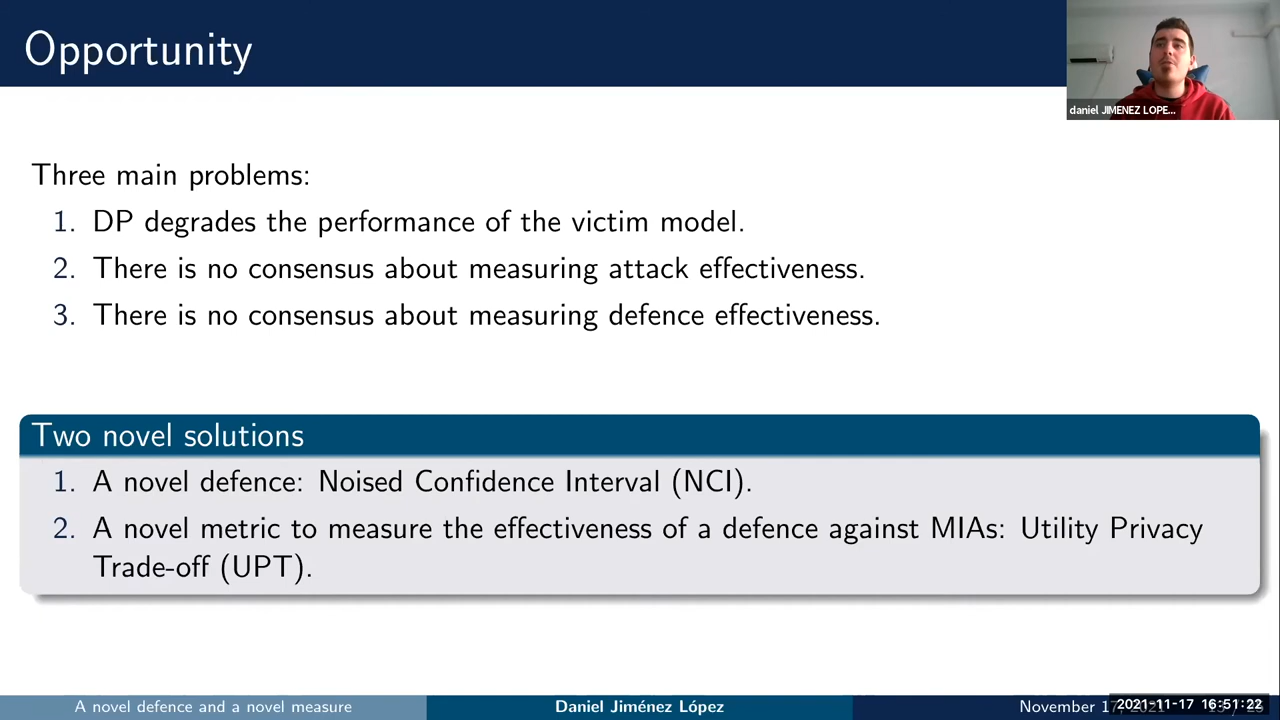 Opportunity
daniel JIMENEZ LOPE...
Three main problems:
1. DP degrades the performance of the victim model.
2. There is no consensus about measuring attack effectiveness.
3. There is no consensus about measuring defence effectiveness.
Two novel solutions
1. A novel defence: Noised Confidence Interval (NCI).
2. A novel metric to measure the effectiveness of a defence against MIAs: Utility Privacy
Trade-off (UPT).
A novel defence and a novel measure
Daniel Jiménez López
November 17,
2021-11-17 16:51:22